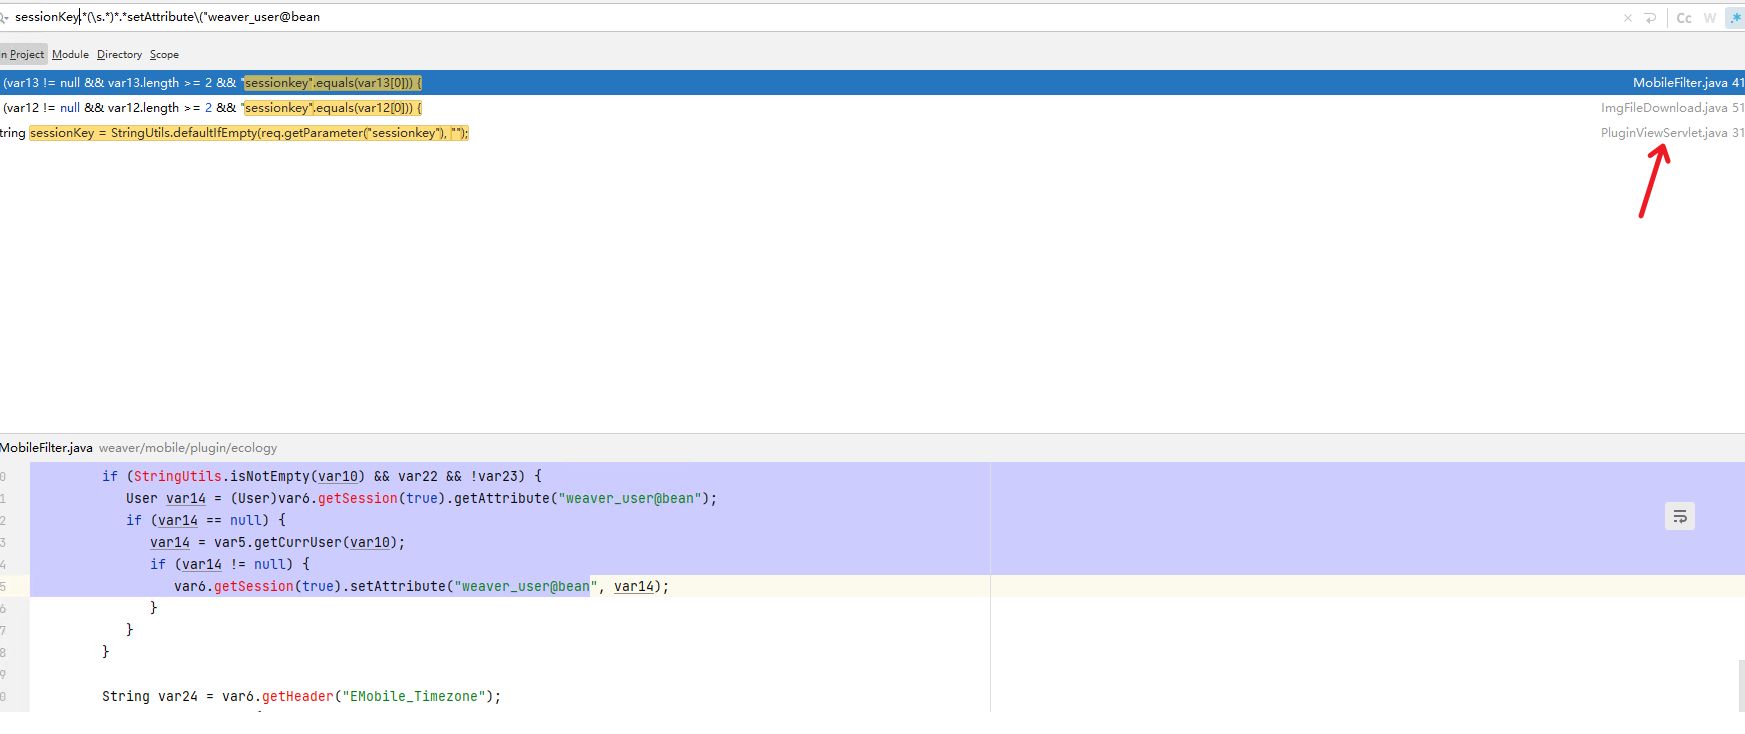 sessionKey.*(\s.*)*.*setAttribute\("weaver_user@bean
Cc W .*
In Project Module Directory Scope
(var13 != null && var13.length >= 2 && "sessionkey".equals(var13[0])) { MobileFilter.java 41
(var12 != null && var12.length >= 2 && "sessionkey".equals(var12[0])) { ImgFileDownload.java 51
tring sessionKey = StringUtils.defaultIfEmpty(req.getParameter("sessionkey"), ""); PluginViewServlet.java 31
MobileFilter.java weaver/mobile/plugin/ecology
0 if (StringUtils.isNotEmpty(var10) && var22 && !var23) {
1 User var14 = (User)var6.getSession(true).getAttribute("weaver_user@bean");
2 if (var14 == null) {
3 var14 = var5.getCurrUser(var10);
4 if (var14 != null) {
5 var6.getSession(true).setAttribute("weaver_user@bean", var14);
6 }
7 }
8 }
9
0 String var24 = var6.getHeader("EMobile_Timezone");